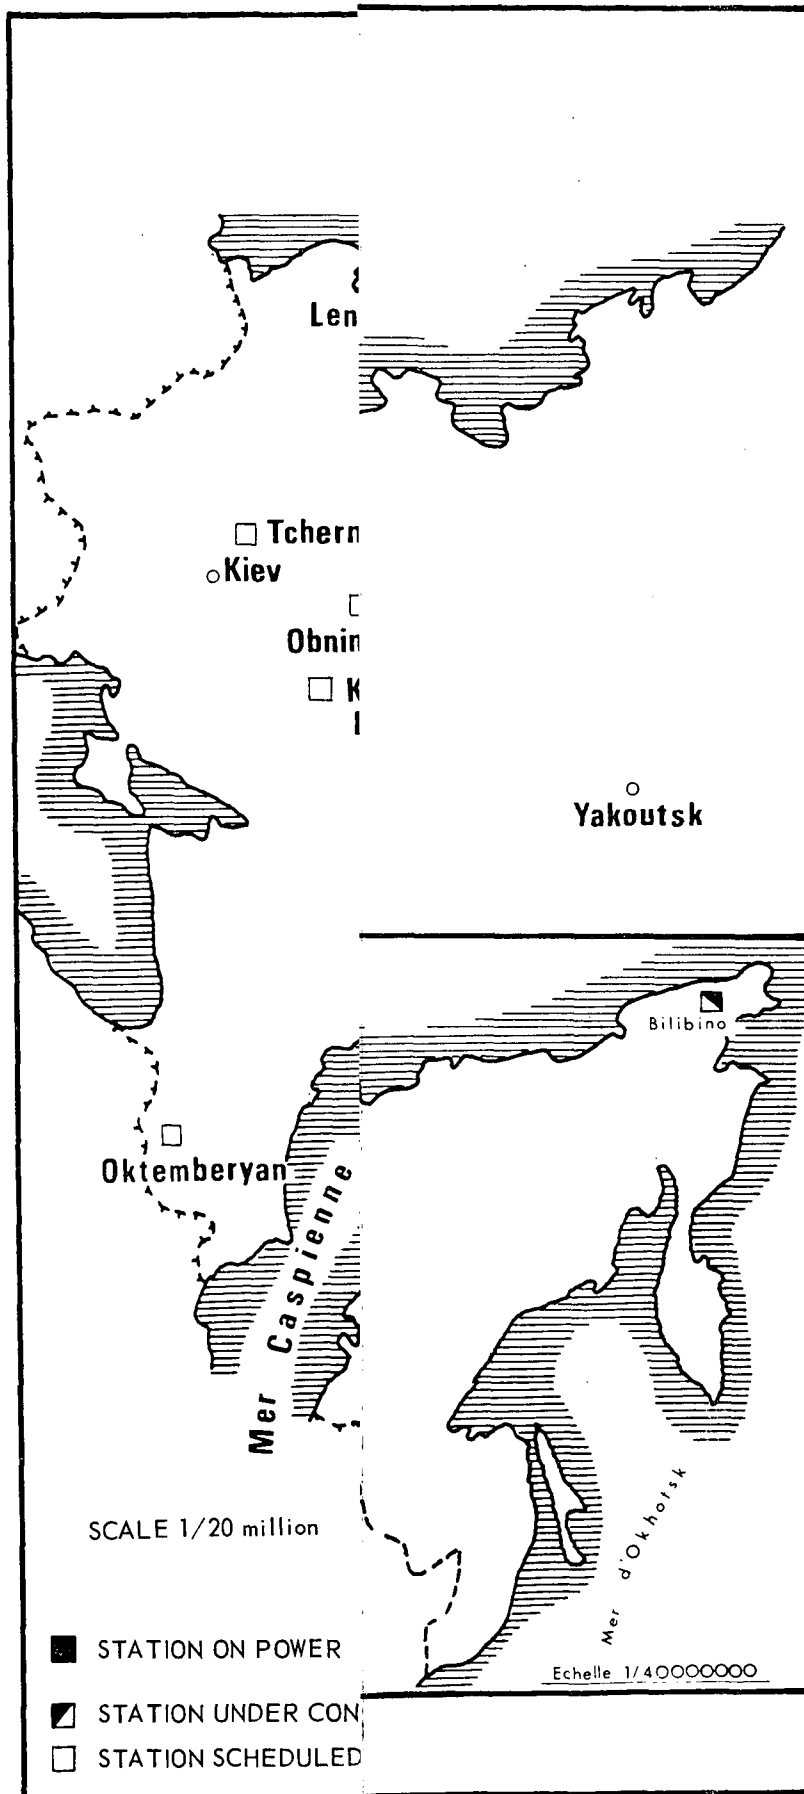 Len
Tchern
Kiev
Obnin
K
Yakoutsk
Bilibino
Oktemberyan
Mer Caspienne
Mer d'Okhotsk
SCALE 1/20 million
Echelle 1/40000000
STATION ON POWER
STATION UNDER CON
STATION SCHEDULED